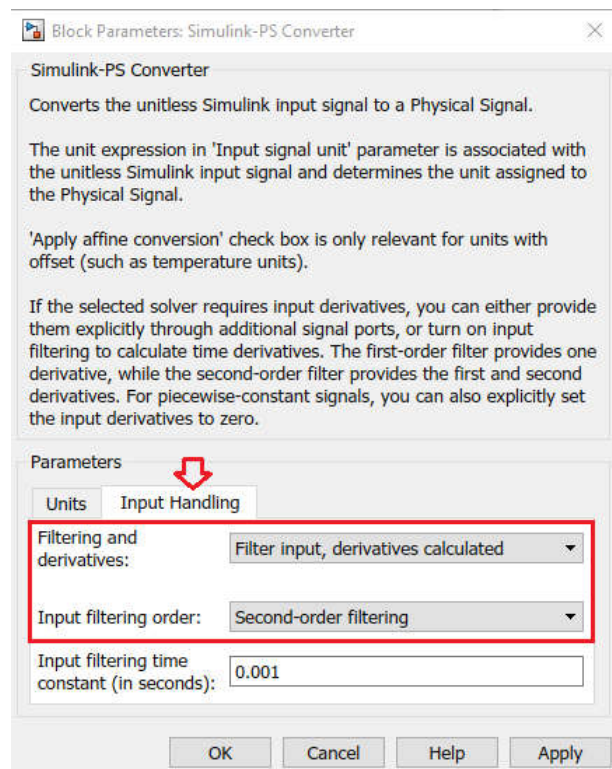 Block Parameters: Simulink-PS Converter
Simulink-PS Converter
Converts the unitless Simulink input signal to a Physical Signal.
The unit expression in 'Input signal unit' parameter is associated with
the unitless Simulink input signal and determines the unit assigned to
the Physical Signal.
'Apply affine conversion' check box is only relevant for units with
offset (such as temperature units).
If the selected solver requires input derivatives, you can either provide
them explicitly through additional signal ports, or turn on input
filtering to calculate time derivatives. The first-order filter provides one
derivative, while the second-order filter provides the first and second
derivatives. For piecewise-constant signals, you can also explicitly set
the input derivatives to zero.
Parameters
Units Input Handling
Filtering and
derivatives:
Filter input, derivatives calculated
Input filtering order: Second-order filtering
Input filtering time
constant (in seconds):
0.001
OK Cancel Help Apply